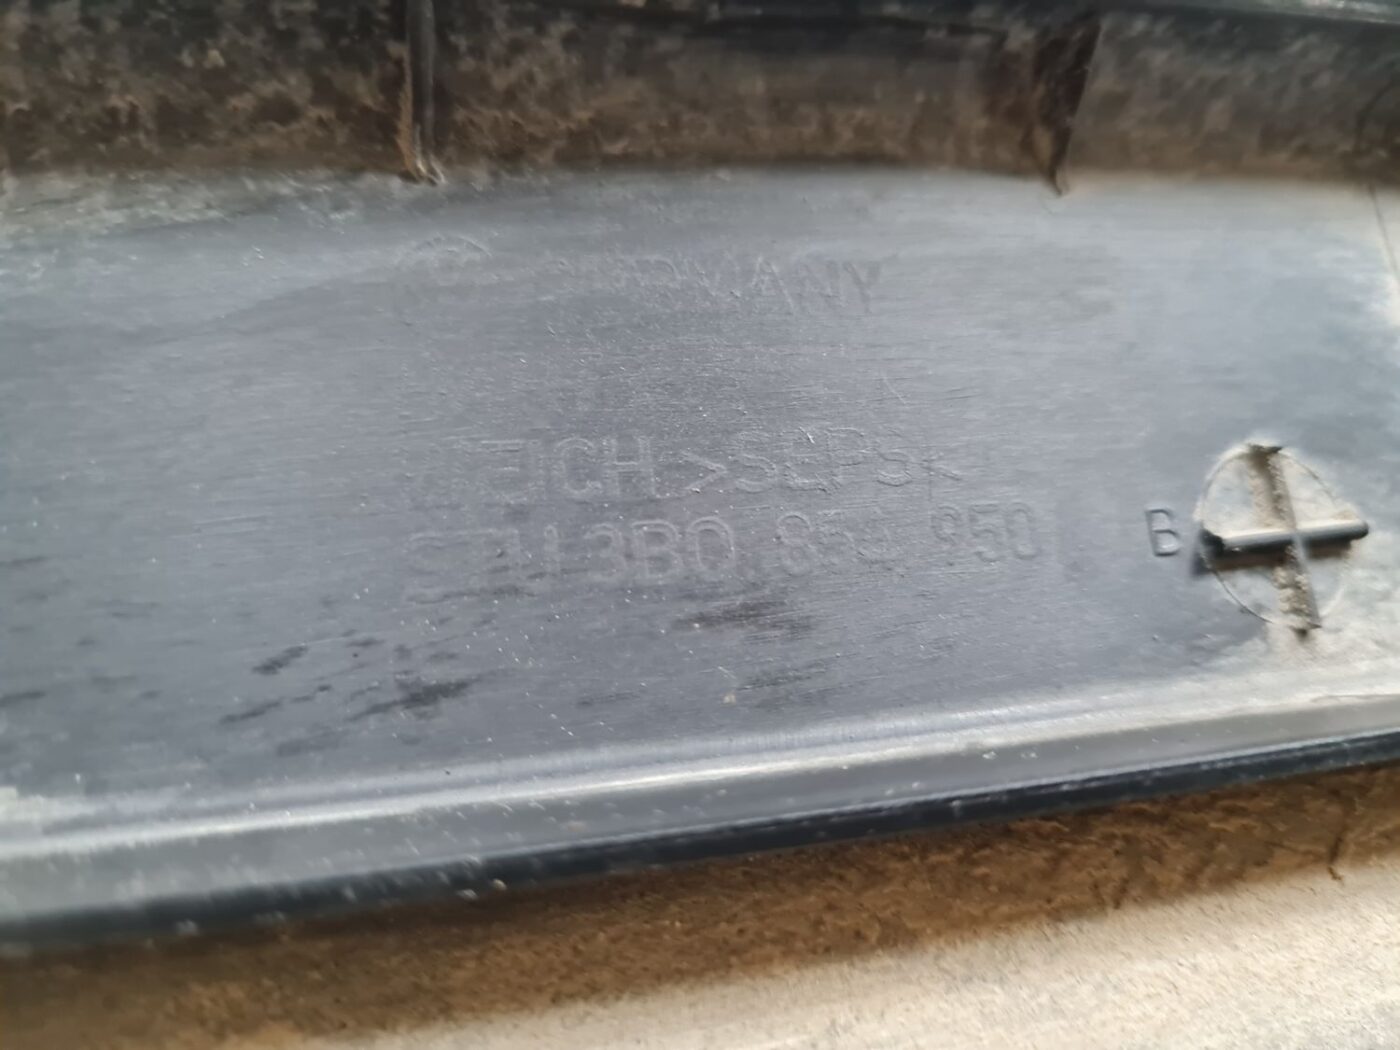 GERMANY
WEICH >SEPS<
3B0 853 950
B